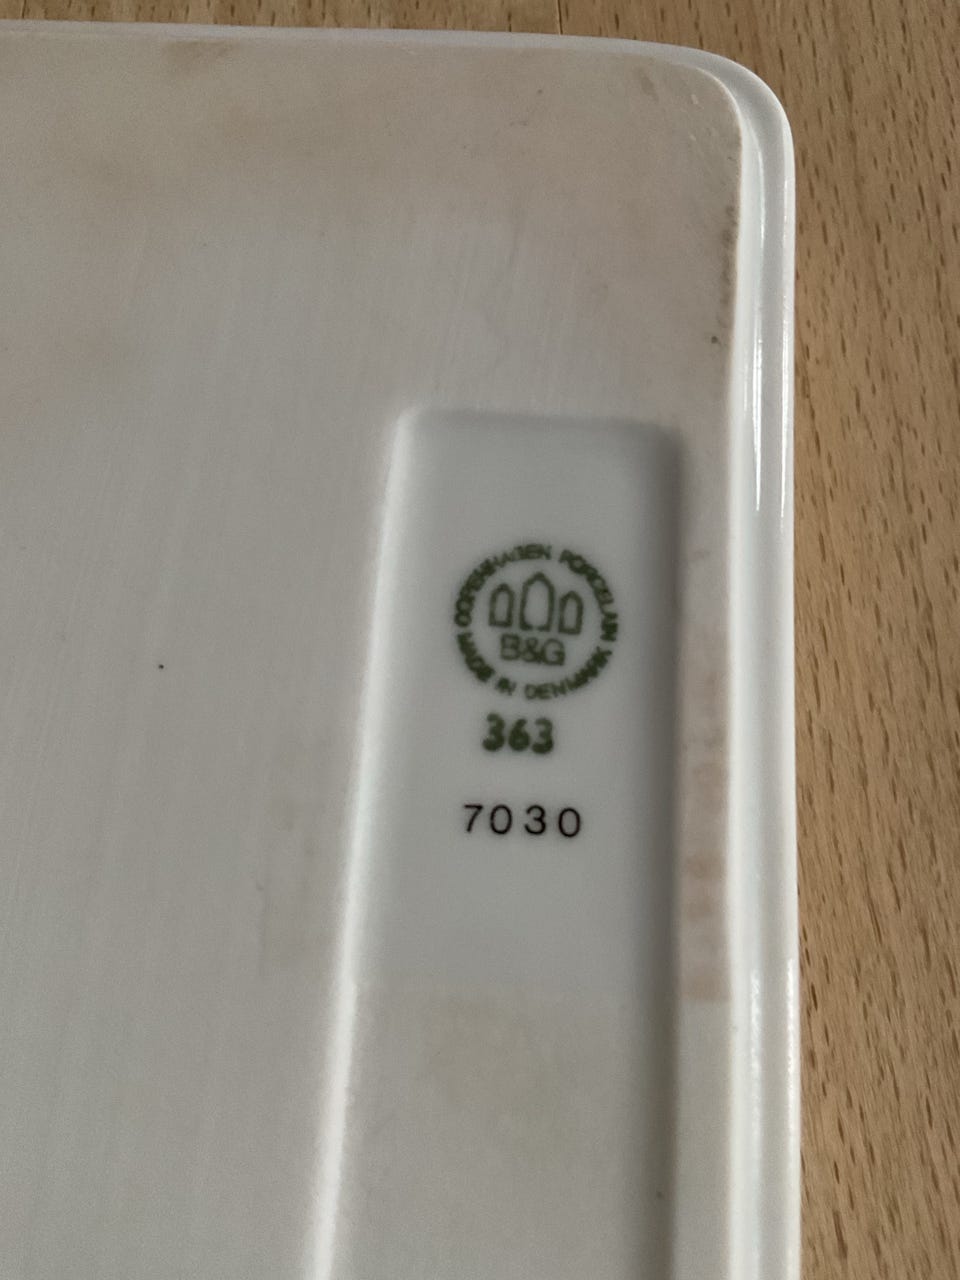 COPENHAGEN PORCELAIN
B&G
MADE IN DENMARK
363
7030